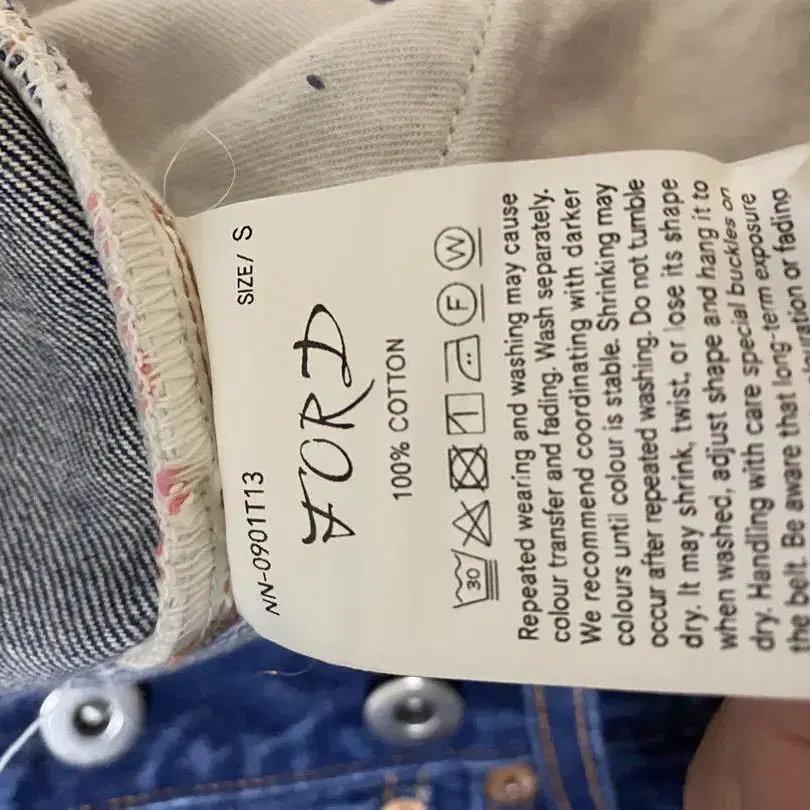 NN-0901T13 SIZE/ S
FORD
100% COTTON
30 F W
Repeated wearing and washing may cause
colour transfer and fading. Wash separately.
We recommend coordinating with darker
colours until colour is stable. Shrinking may
occur after repeated washing. Do not tumble
dry. It may shrink, twist, or lose its shape
when washed, adjust shape and hang it to
dry. Handling with care special buckles on
the belt. Be aware that long-term exposure
or fading